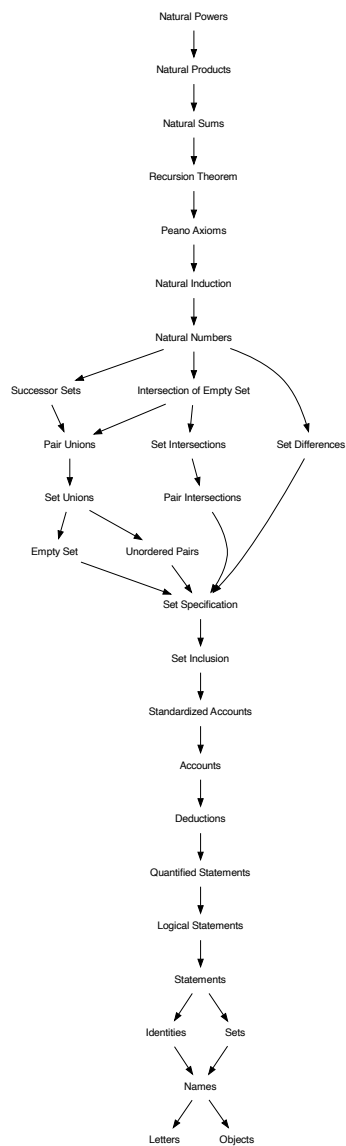 Natural Powers
Natural Products
Natural Sums
Recursion Theorem
Peano Axioms
Natural Induction
Natural Numbers
Successor Sets
Intersection of Empty Set
Pair Unions
Set Intersections
Set Differences
Set Unions
Pair Intersections
Empty Set
Unordered Pairs
Set Specification
Set Inclusion
Standardized Accounts
Accounts
Deductions
Quantified Statements
Logical Statements
Statements
Identities
Sets
Names
Letters
Objects